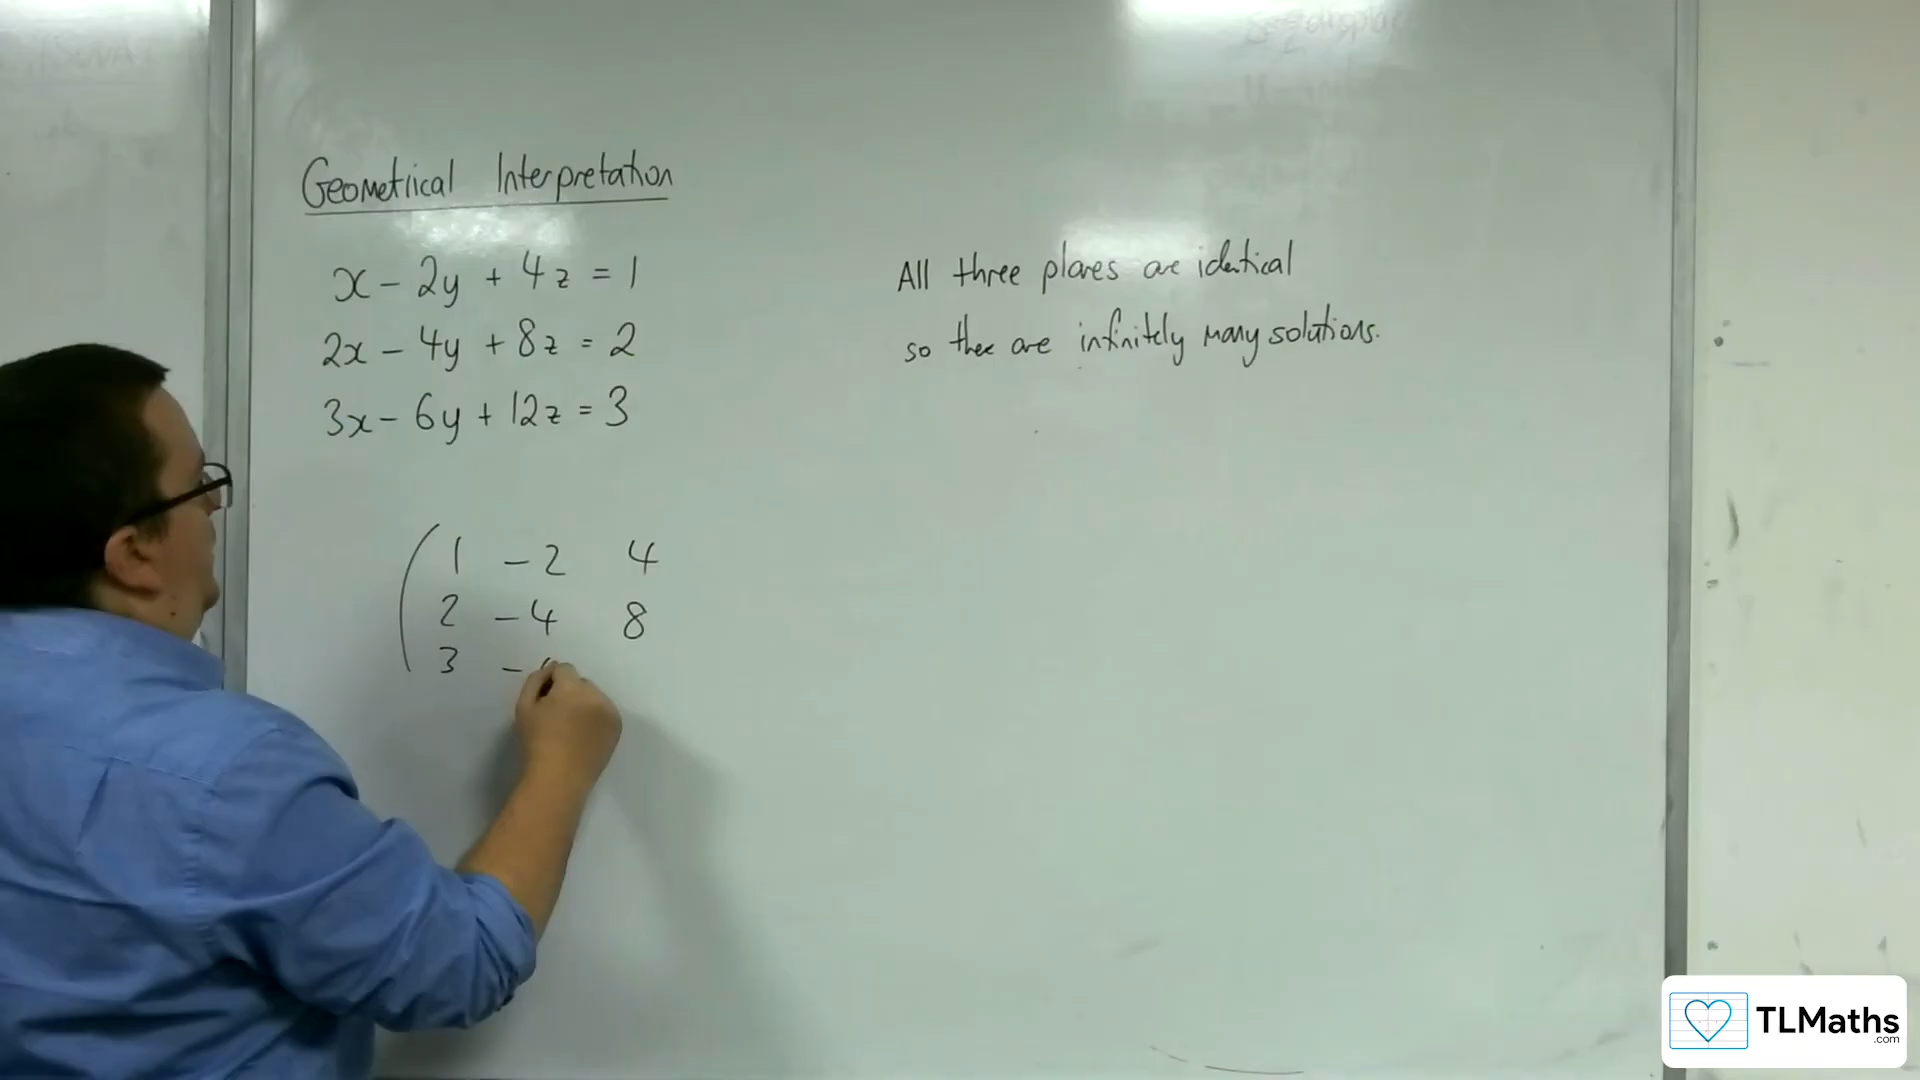 Geometrical Interpretation
x - 2y + 4z = 1
2x - 4y + 8z = 2
3x - 6y + 12z = 3
All three planes are identical
so there are infinitely many solutions.
( 1 -2 4
2 -4 8
3 -
TLMaths
.com